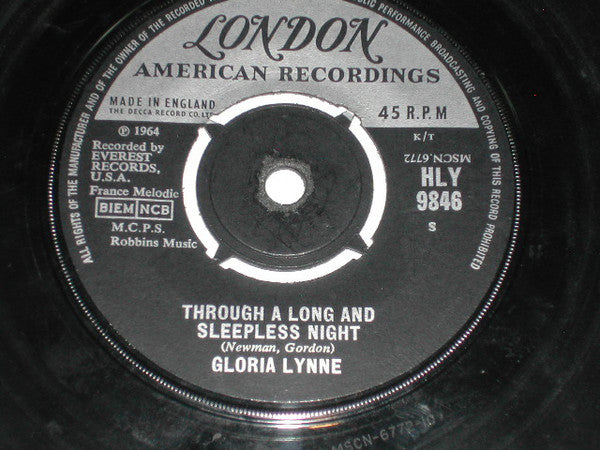 ALL RIGHTS OF THE MANUFACTURER AND OF THE OWNER OF THE RECORDED
PUBLIC PERFORMANCE BROADCASTING AND COPYING OF THIS RECORD PROHIBITED
LONDON
AMERICAN RECORDINGS
MADE IN ENGLAND
THE DECCA RECORD CO. LTD.
45 R.P.M
℗ 1964
K/T
Recorded by
EVEREST
RECORDS,
U.S.A.
MSCN.6772
France Melodie
HLY
9846
BIEM NCB
S
M.C.P.S.
Robbins Music
THROUGH A LONG AND
SLEEPLESS NIGHT
(Newman, Gordon)
GLORIA LYNNE
MSCN-6772